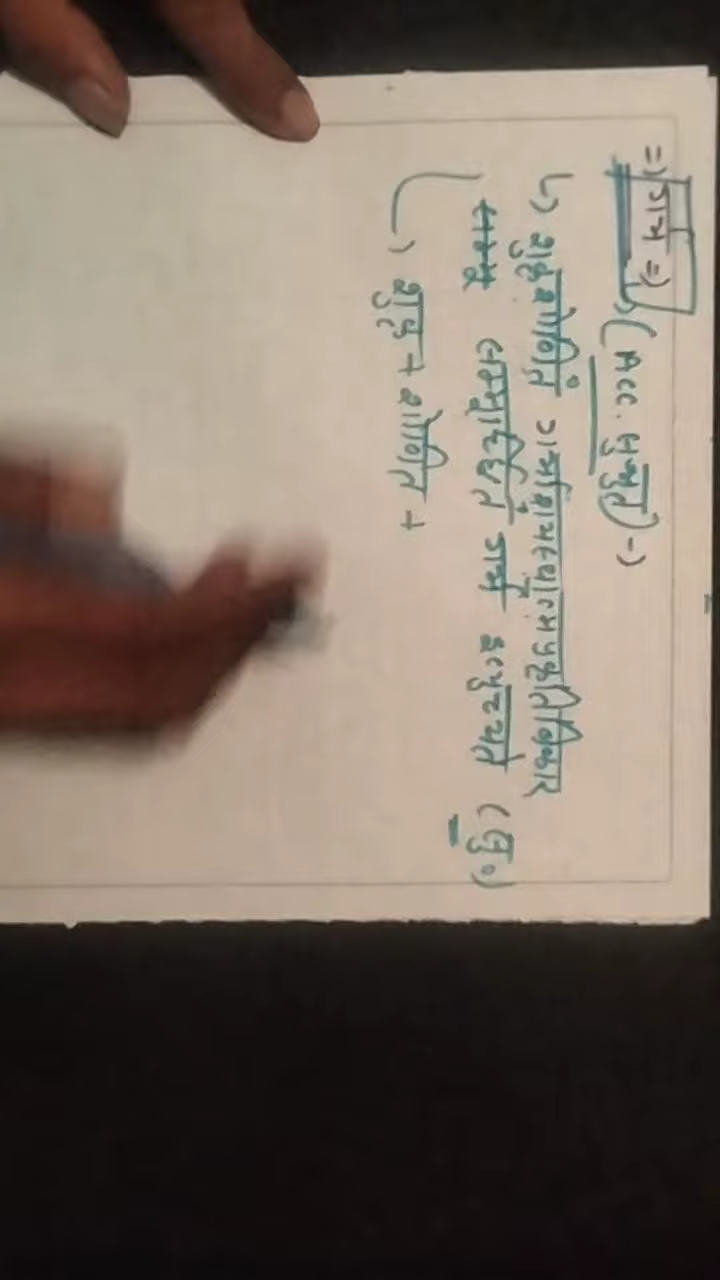 => गर्भ => (Acc. सुश्रुत) ->
↳ शुक्रशोणितं गर्भाशयस्थमात्मप्रकृतिविकार
सम्मूर्च्छितं गर्भ इत्युच्यते (सु०)
↳ शुक्र + शोणित +